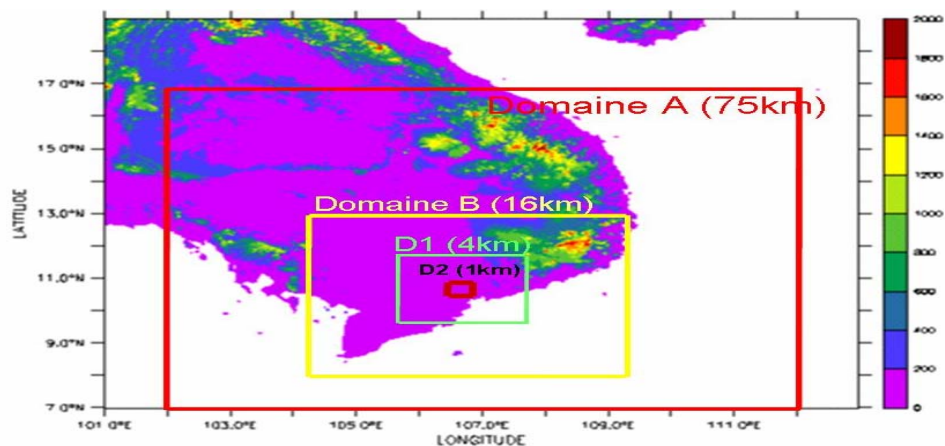 2000
1800
1600
1400
1200
1000
800
600
400
200
0
17.0°N
15.0°N
13.0°N
11.0°N
9.0°N
7.0°N
LATITUDE
Domaine A (75km)
Domaine B (16km)
D1 (4km)
D2 (1km)
101.0°E
103.0°E
105.0°E
107.0°E
109.0°E
111.0°E
LONGITUDE